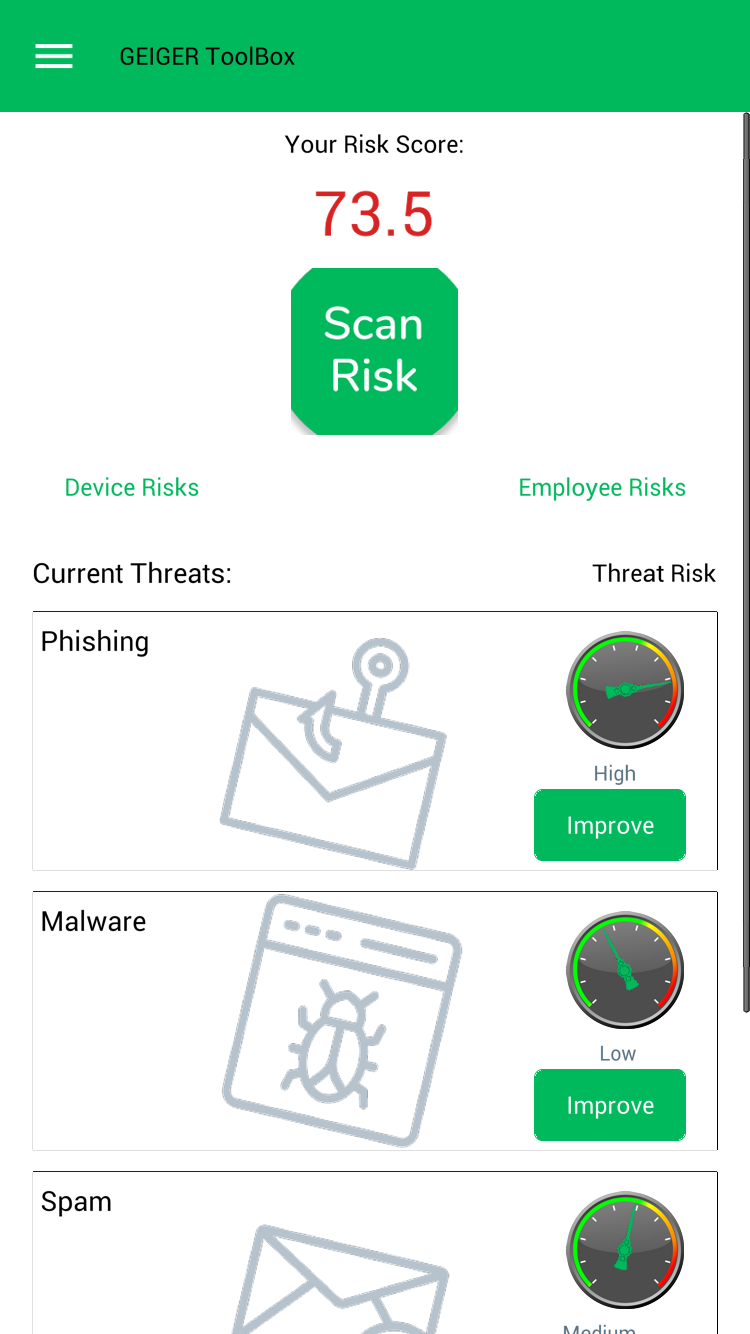 GEIGER ToolBox
Your Risk Score:
73.5
Scan
Risk
Device Risks
Employee Risks
Current Threats:
Threat Risk
Phishing
High
Improve
Malware
Low
Improve
Spam
Medium